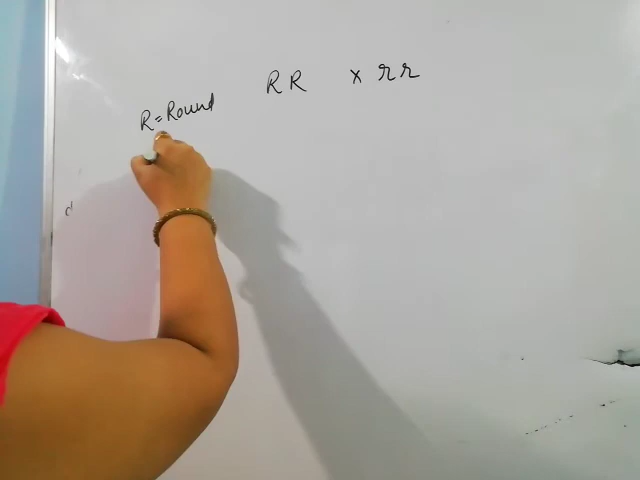 RR × rr
R = Round